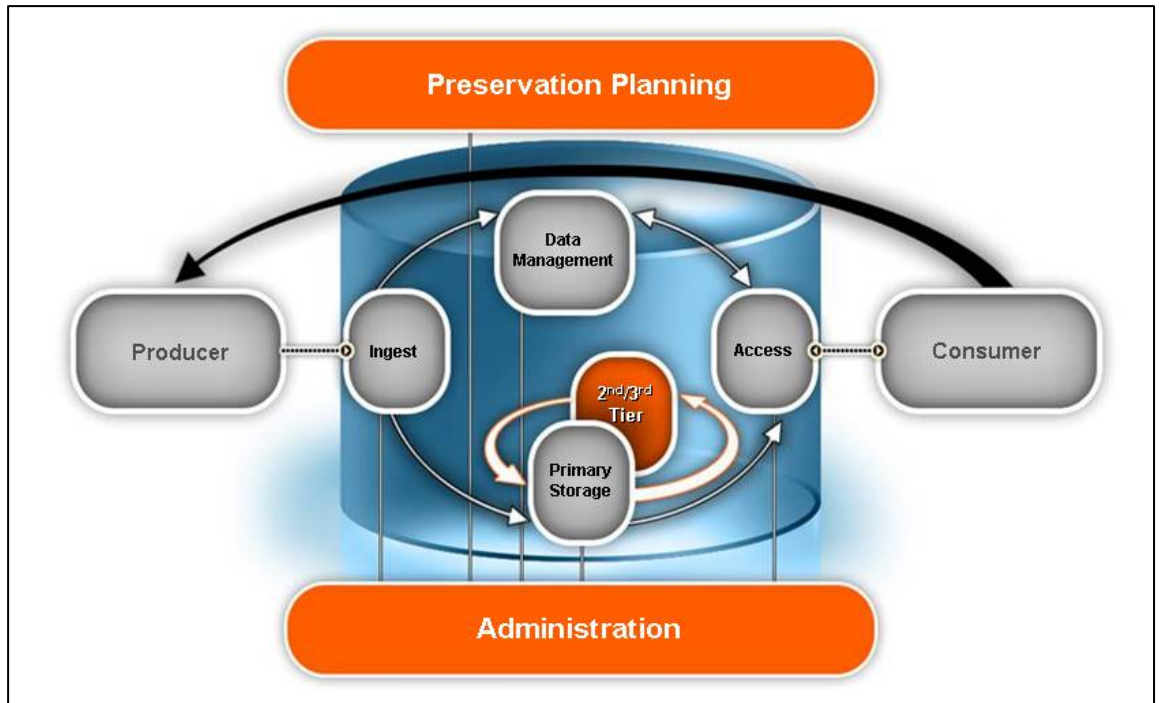 Preservation Planning
Data
Management
Producer
Ingest
Access
Consumer
2nd/3rd
Tier
Primary
Storage
Administration